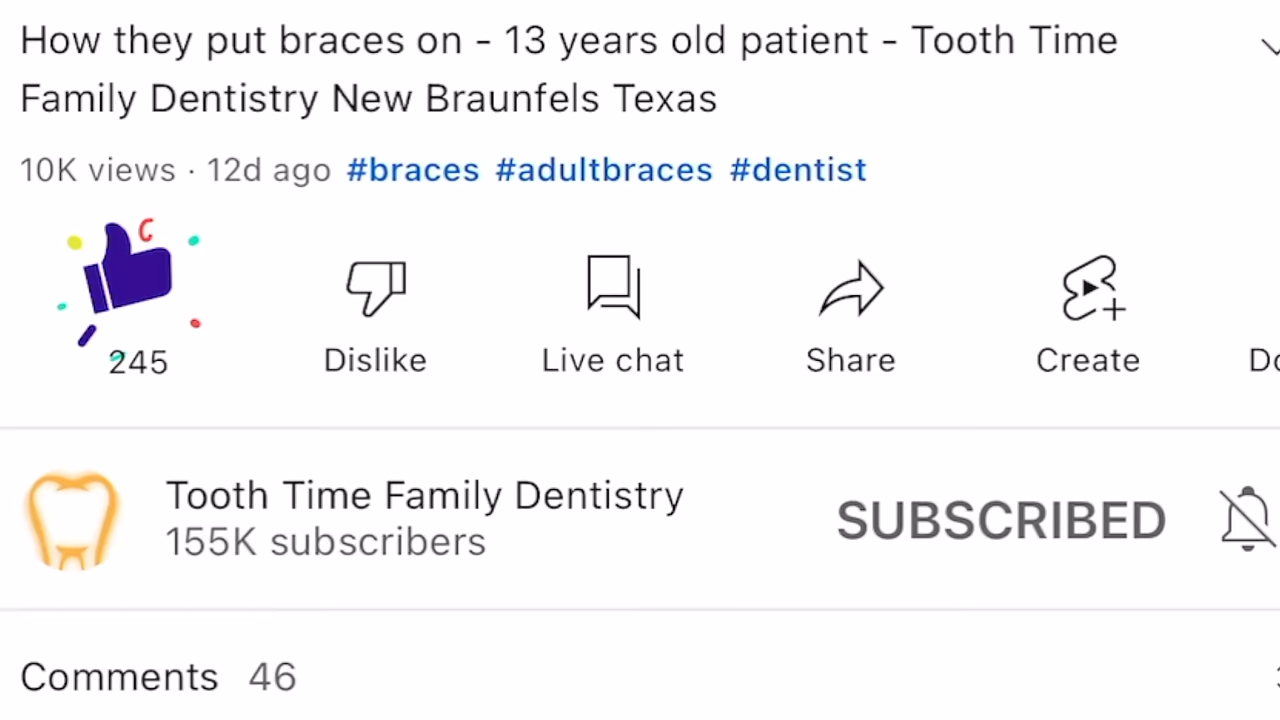 How they put braces on - 13 years old patient - Tooth Time
Family Dentistry New Braunfels Texas
10K views · 12d ago #braces #adultbraces #dentist
245
Dislike
Live chat
Share
Create
Tooth Time Family Dentistry
155K subscribers
SUBSCRIBED
Comments 46